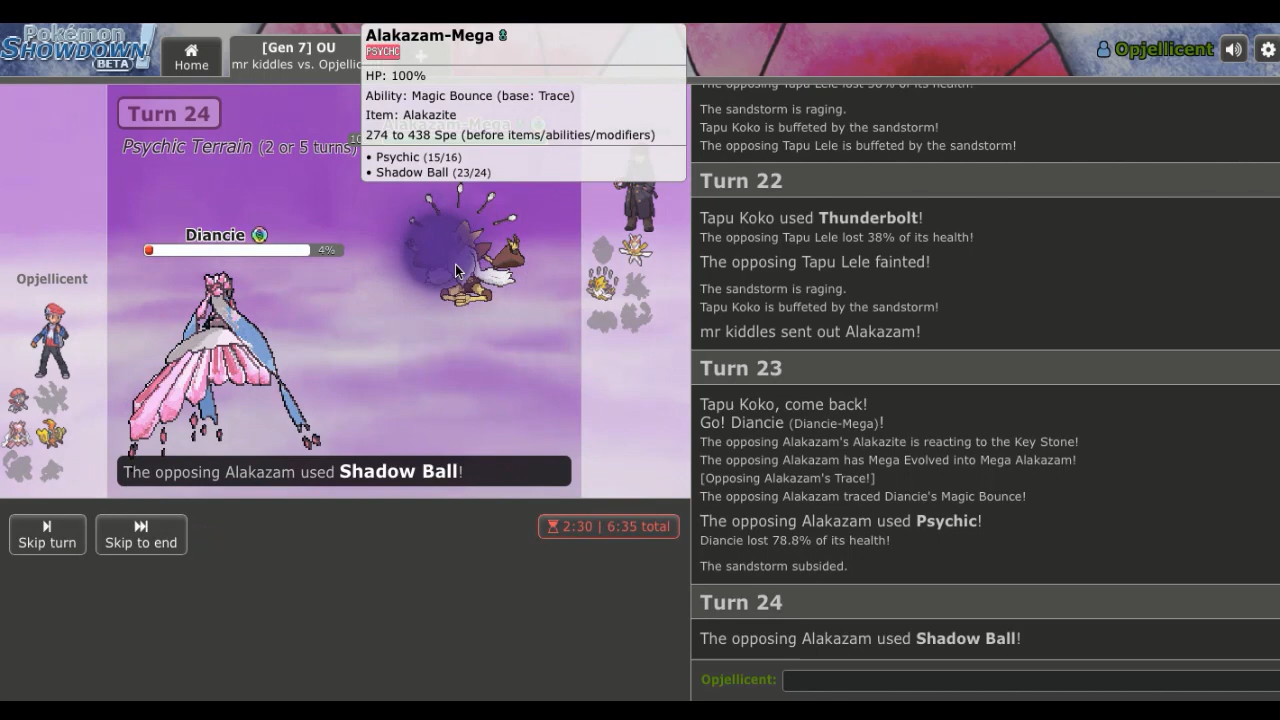 Pokémon
SHOWDOWN!
BETA
Home
[Gen 7] OU
mr kiddles vs. Opjellic
Opjellicent
Alakazam-Mega
PSYCHC
HP: 100%
Ability: Magic Bounce (base: Trace)
Item: Alakazite
274 to 438 Spe (before items/abilities/modifiers)
• Psychic (15/16)
• Shadow Ball (23/24)
Turn 24
Psychic Terrain (2 or 5 turns)
Diancie
4%
Opjellicent
The opposing Alakazam used Shadow Ball!
Skip turn
Skip to end
2:30 | 6:35 total
The sandstorm is raging.
Tapu Koko is buffeted by the sandstorm!
The opposing Tapu Lele is buffeted by the sandstorm!
Turn 22
Tapu Koko used Thunderbolt!
The opposing Tapu Lele lost 38% of its health!
The opposing Tapu Lele fainted!
The sandstorm is raging.
Tapu Koko is buffeted by the sandstorm!
mr kiddles sent out Alakazam!
Turn 23
Tapu Koko, come back!
Go! Diancie (Diancie-Mega)!
The opposing Alakazam's Alakazite is reacting to the Key Stone!
The opposing Alakazam has Mega Evolved into Mega Alakazam!
[Opposing Alakazam's Trace!]
The opposing Alakazam traced Diancie's Magic Bounce!
The opposing Alakazam used Psychic!
Diancie lost 78.8% of its health!
The sandstorm subsided.
Turn 24
The opposing Alakazam used Shadow Ball!
Opjellicent: